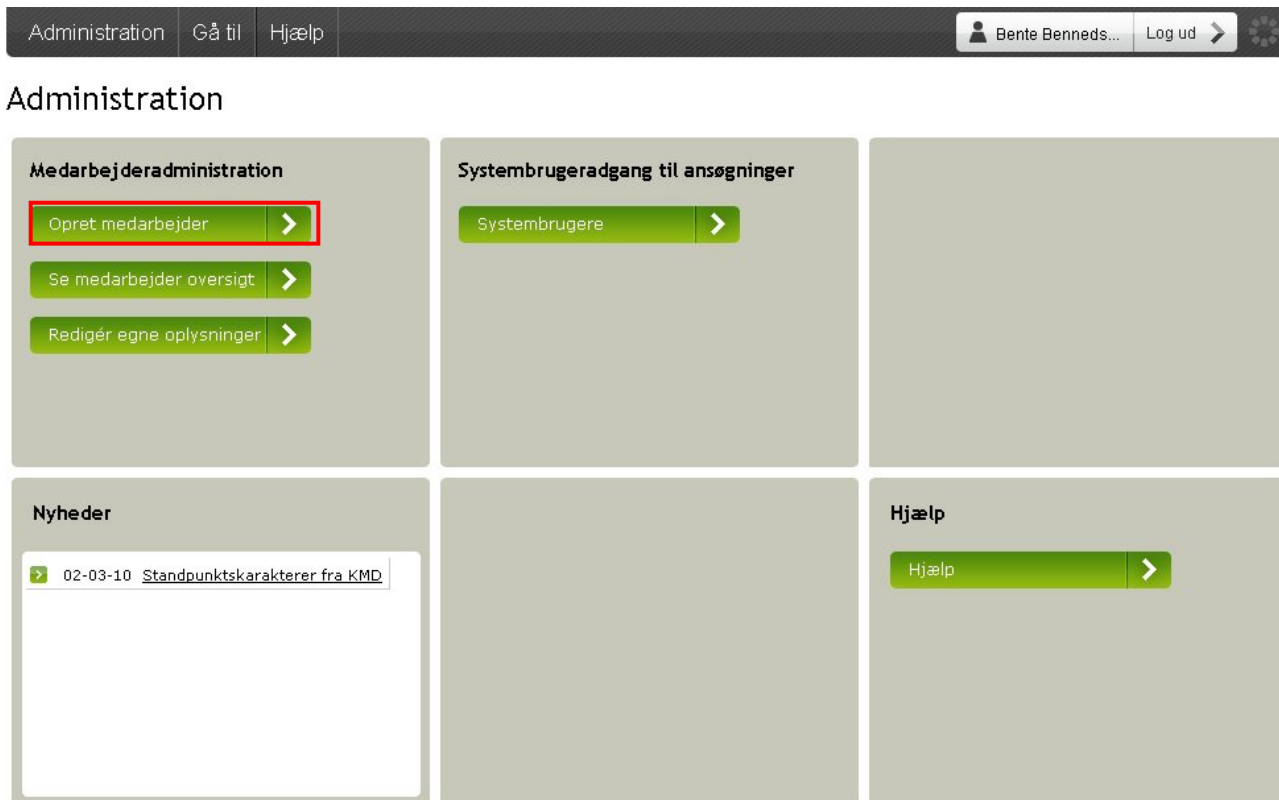 Administration Gå til Hjælp Bente Benneds... Log ud
Administration
Medarbejderadministration
Opret medarbejder
Se medarbejder oversigt
Redigér egne oplysninger
Systembrugeradgang til ansøgninger
Systembrugere
Nyheder
02-03-10 Standpunktskarakterer fra KMD
Hjælp
Hjælp